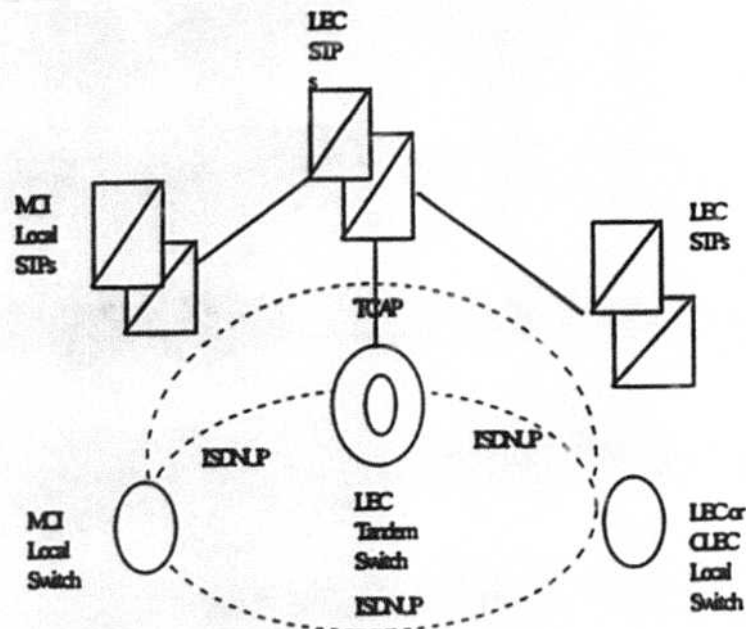 LEC
STP
s
MCI
Local
STPs
LEC
STPs
TCAP
ISDNUP
ISDNUP
MCI
Local
Switch
LEC
Tandem
Switch
LEC or
CLEC
Local
Switch
ISDNUP